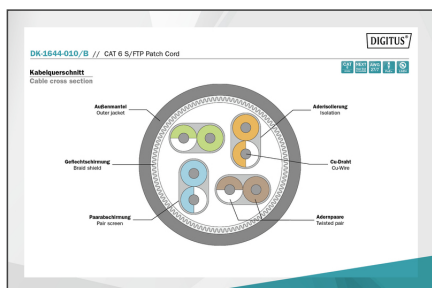 DIGITUS®
DK-1644-010/B // CAT 6 S/FTP Patch Cord
Kabelquerschnitt
Cable cross section
Außenmantel
Outer jacket
Aderisolierung
Isolation
Geflechtschirmung
Braid shield
Cu-Draht
Cu-Wire
Paarabschirmung
Pair screen
Adernpaare
Twisted pair